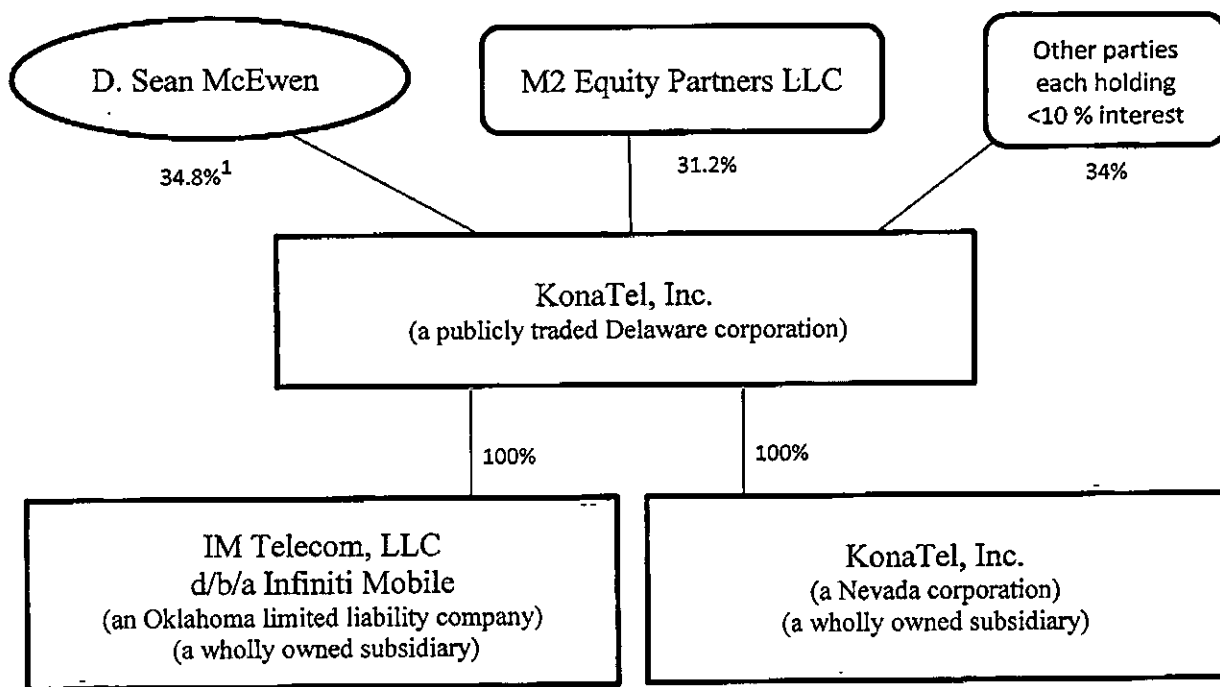 D. Sean McEwen
M2 Equity Partners LLC
Other parties
each holding
<10 % interest
34.8%1
31.2%
34%
KonaTel, Inc.
(a publicly traded Delaware corporation)
100%
100%
IM Telecom, LLC
d/b/a Infiniti Mobile
(an Oklahoma limited liability company)
(a wholly owned subsidiary)
KonaTel, Inc.
(a Nevada corporation)
(a wholly owned subsidiary)